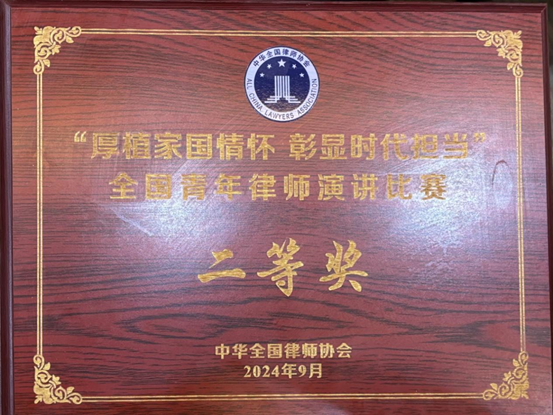 中华全国律师协会
ALL CHINA LAWYERS ASSOCIATION
“厚植家国情怀 彰显时代担当”
全国青年律师演讲比赛
二等奖
中华全国律师协会
2024年9月